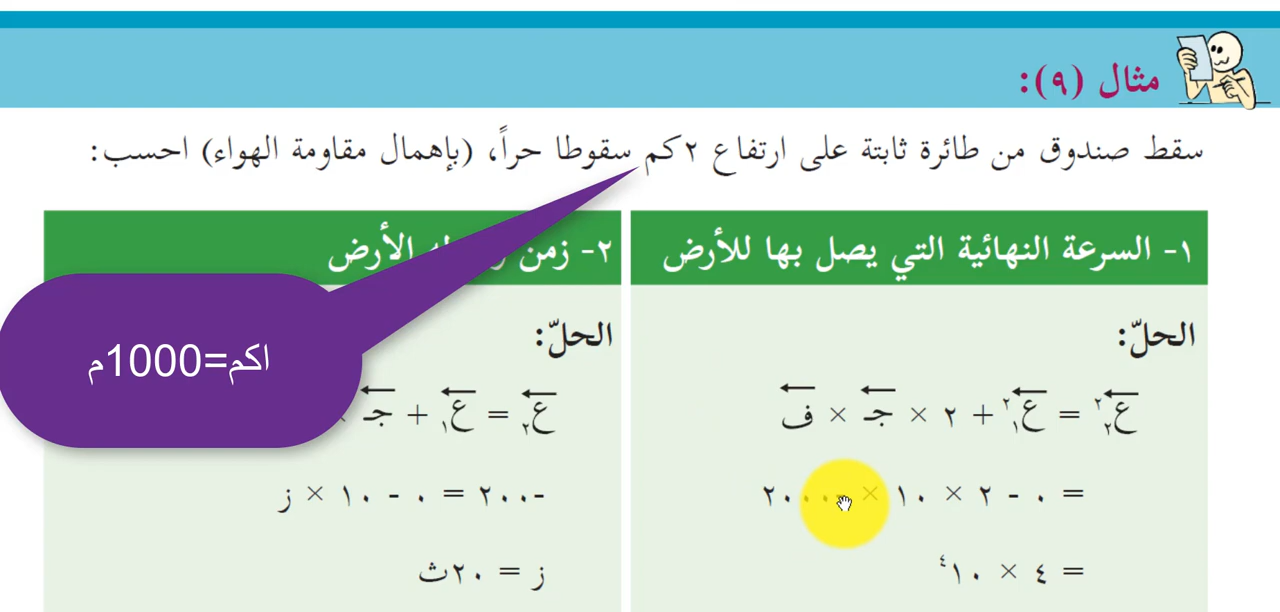 مثال (٩):
سقط صندوق من طائرة ثابتة على ارتفاع ٢كم سقوطا حراً، (بإهمال مقاومة الهواء) احسب:
١- السرعة النهائية التي يصل بها للأرض
الحلّ:
ع٢٢ = ع١٢ + ٢ × جـ × ف
= ٠ - ٢ × ١٠ × -٢٠٠٠
= ٤ × ١٠٤
٢- زمن الأرض
الحلّ:
ع٢ = ع١ + جـ ×
-٢٠٠ = ٠ - ١٠ × ز
ز = ٢٠ث
اكم=1000م